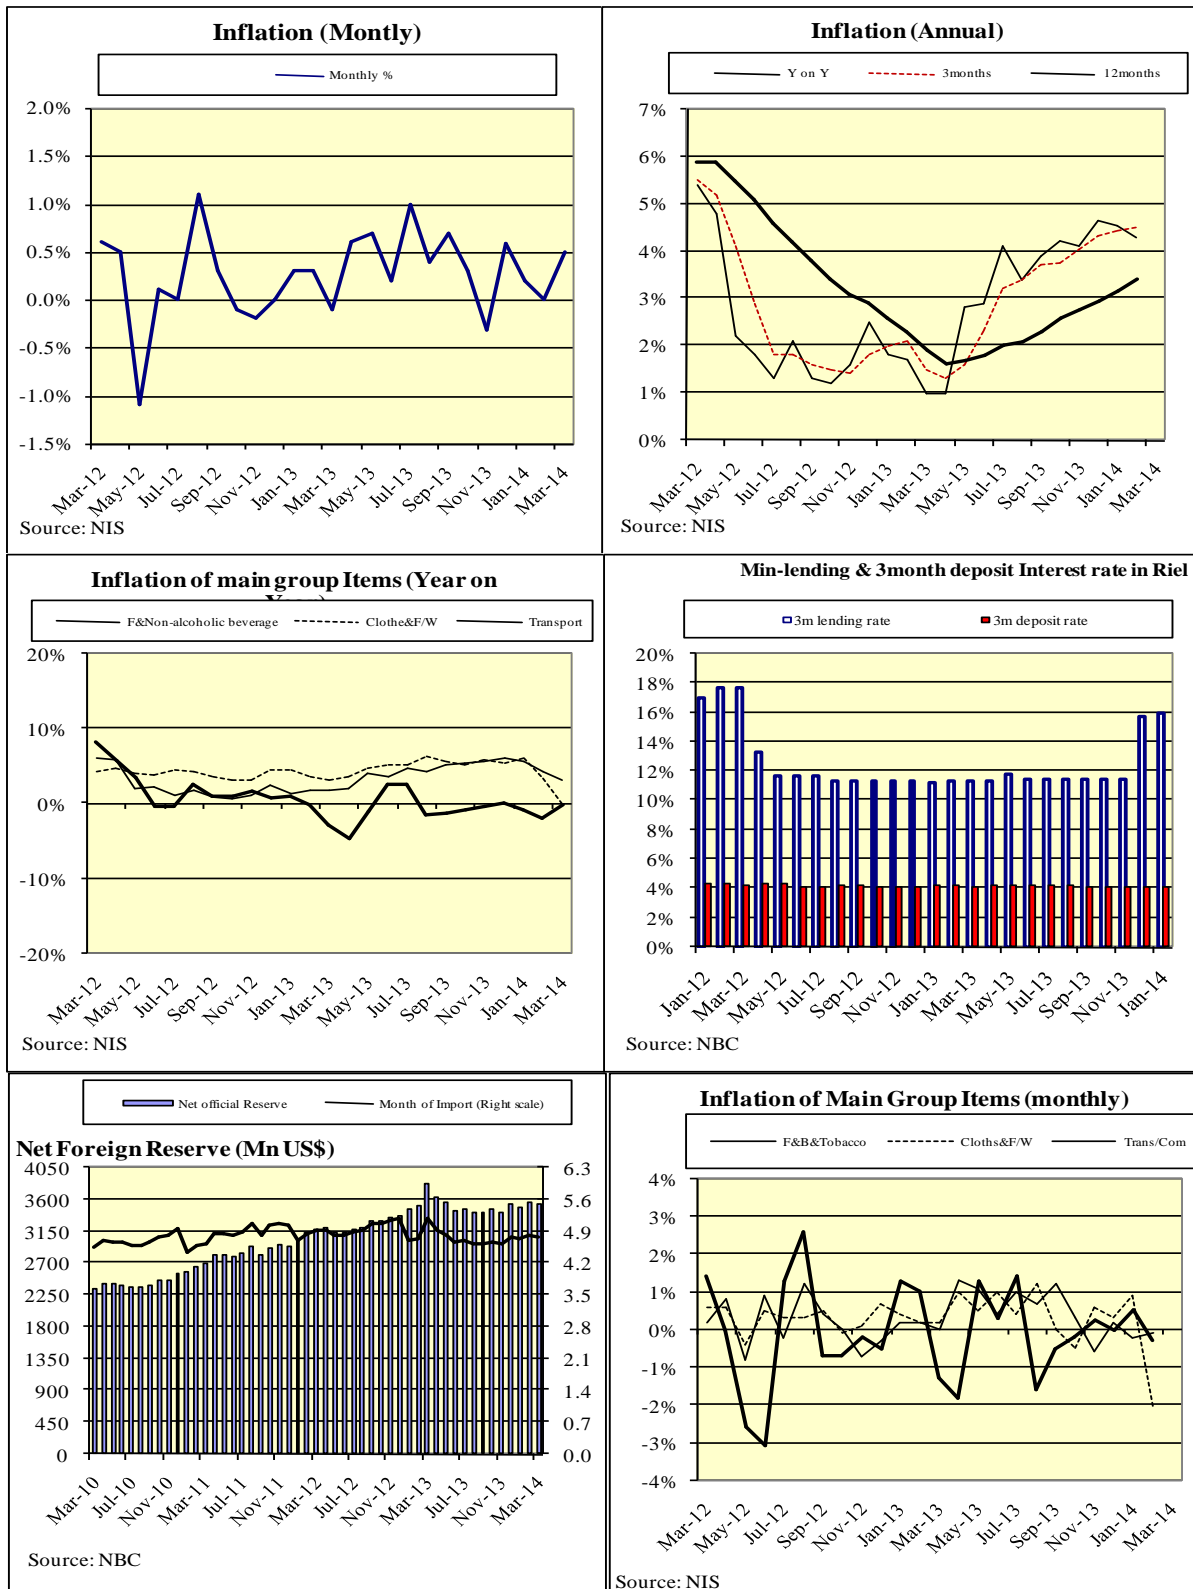 Inflation (Montly)
Monthly %
2.0%
1.5%
1.0%
0.5%
0.0%
-0.5%
-1.0%
-1.5%
Mar-12 May-12 Jul-12 Sep-12 Nov-12 Jan-13 Mar-13 May-13 Jul-13 Sep-13 Nov-13 Jan-14 Mar-14
Source: NIS
Inflation (Annual)
Y on Y 3months 12months
7%
6%
5%
4%
3%
2%
1%
0%
Mar-12 May-12 Jul-12 Sep-12 Nov-12 Jan-13 Mar-13 May-13 Jul-13 Sep-13 Nov-13 Jan-14 Mar-14
Source: NIS
Inflation of main group Items (Year on
Year)
F&Non-alcoholic beverage Clothe&F/W Transport
20%
10%
0%
-10%
-20%
Mar-12 May-12 Jul-12 Sep-12 Nov-12 Jan-13 Mar-13 May-13 Jul-13 Sep-13 Nov-13 Jan-14 Mar-14
Source: NIS
Min-lending & 3month deposit Interest rate in Riel
3m lending rate 3m deposit rate
20%
18%
16%
14%
12%
10%
8%
6%
4%
2%
0%
Jan-12 Mar-12 May-12 Jul-12 Sep-12 Nov-12 Jan-13 Mar-13 May-13 Jul-13 Sep-13 Nov-13 Jan-14
Source: NBC
Net official Reserve Month of Import (Right scale)
Net Foreign Reserve (Mn US$)
4050 6.3
3600 5.6
3150 4.9
2700 4.2
2250 3.5
1800 2.8
1350 2.1
900 1.4
450 0.7
0 0.0
Mar-10 Jul-10 Nov-10 Mar-11 Jul-11 Nov-11 Mar-12 Jul-12 Nov-12 Mar-13 Jul-13 Nov-13 Mar-14
Source: NBC
Inflation of Main Group Items (monthly)
F&B&Tobacco Cloths&F/W Trans/Com
4%
3%
2%
1%
0%
-1%
-2%
-3%
-4%
Mar-12 May-12 Jul-12 Sep-12 Nov-12 Jan-13 Mar-13 May-13 Jul-13 Sep-13 Nov-13 Jan-14 Mar-14
Source: NIS